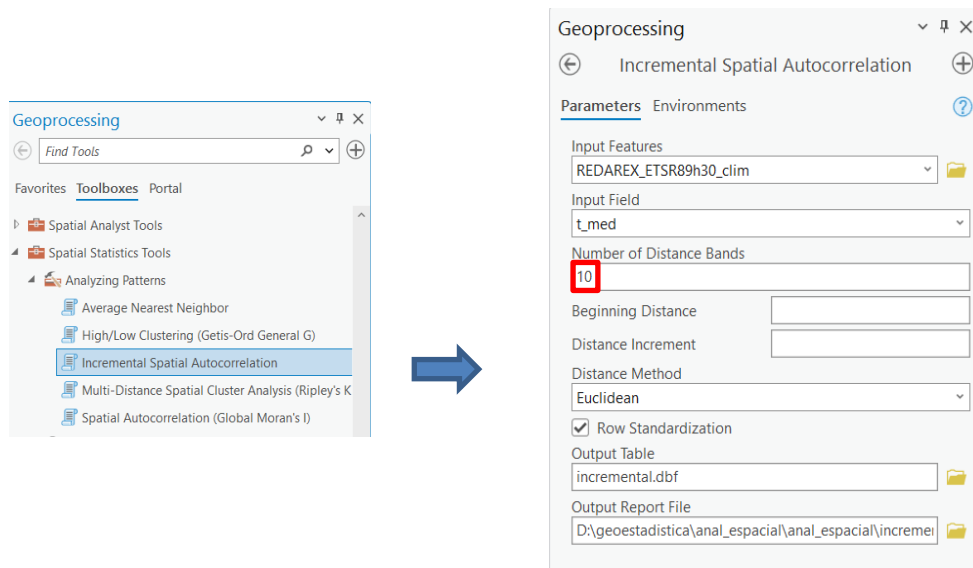 Geoprocessing
Find Tools
Favorites Toolboxes Portal
Spatial Analyst Tools
Spatial Statistics Tools
Analyzing Patterns
Average Nearest Neighbor
High/Low Clustering (Getis-Ord General G)
Incremental Spatial Autocorrelation
Multi-Distance Spatial Cluster Analysis (Ripley's K
Spatial Autocorrelation (Global Moran's I)
Geoprocessing
Incremental Spatial Autocorrelation
Parameters Environments
?
Input Features
REDAREX_ETSR89h30_clim
Input Field
t_med
Number of Distance Bands
10
Beginning Distance
Distance Increment
Distance Method
Euclidean
Row Standardization
Output Table
incremental.dbf
Output Report File
D:\geoestadistica\anal_espacial\anal_espacial\incremen